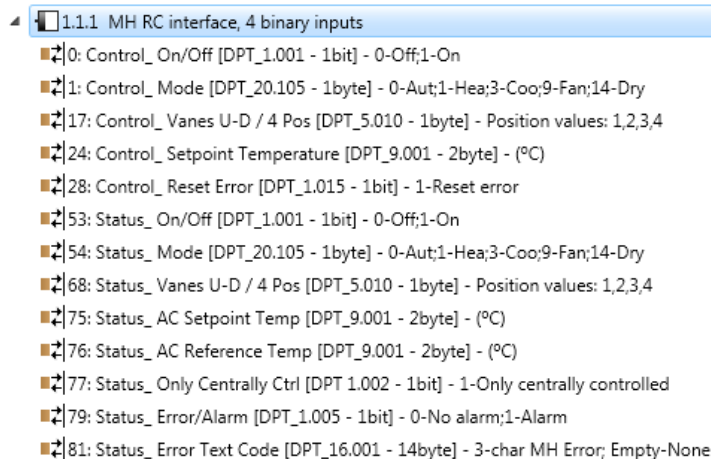 1.1.1 MH RC interface, 4 binary inputs
0: Control_ On/Off [DPT_1.001 - 1bit] - 0-Off;1-On
1: Control_ Mode [DPT_20.105 - 1byte] - 0-Aut;1-Hea;3-Coo;9-Fan;14-Dry
17: Control_ Vanes U-D / 4 Pos [DPT_5.010 - 1byte] - Position values: 1,2,3,4
24: Control_ Setpoint Temperature [DPT_9.001 - 2byte] - (ºC)
28: Control_ Reset Error [DPT_1.015 - 1bit] - 1-Reset error
53: Status_ On/Off [DPT_1.001 - 1bit] - 0-Off;1-On
54: Status_ Mode [DPT_20.105 - 1byte] - 0-Aut;1-Hea;3-Coo;9-Fan;14-Dry
68: Status_ Vanes U-D / 4 Pos [DPT_5.010 - 1byte] - Position values: 1,2,3,4
75: Status_ AC Setpoint Temp [DPT_9.001 - 2byte] - (ºC)
76: Status_ AC Reference Temp [DPT_9.001 - 2byte] - (ºC)
77: Status_ Only Centrally Ctrl [DPT 1.002 - 1bit] - 1-Only centrally controlled
79: Status_ Error/Alarm [DPT_1.005 - 1bit] - 0-No alarm;1-Alarm
81: Status_ Error Text Code [DPT_16.001 - 14byte] - 3-char MH Error; Empty-None